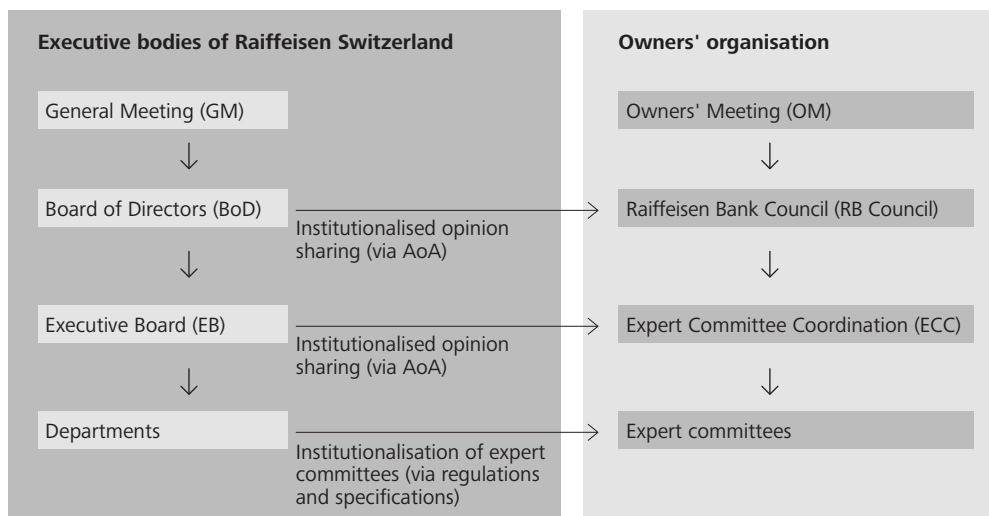 Executive bodies of Raiffeisen Switzerland
Owners' organisation
General Meeting (GM)
Owners' Meeting (OM)
Board of Directors (BoD)
Institutionalised opinion
sharing (via AoA)
Raiffeisen Bank Council (RB Council)
Executive Board (EB)
Institutionalised opinion
sharing (via AoA)
Expert Committee Coordination (ECC)
Departments
Institutionalisation of expert
committees (via regulations
and specifications)
Expert committees